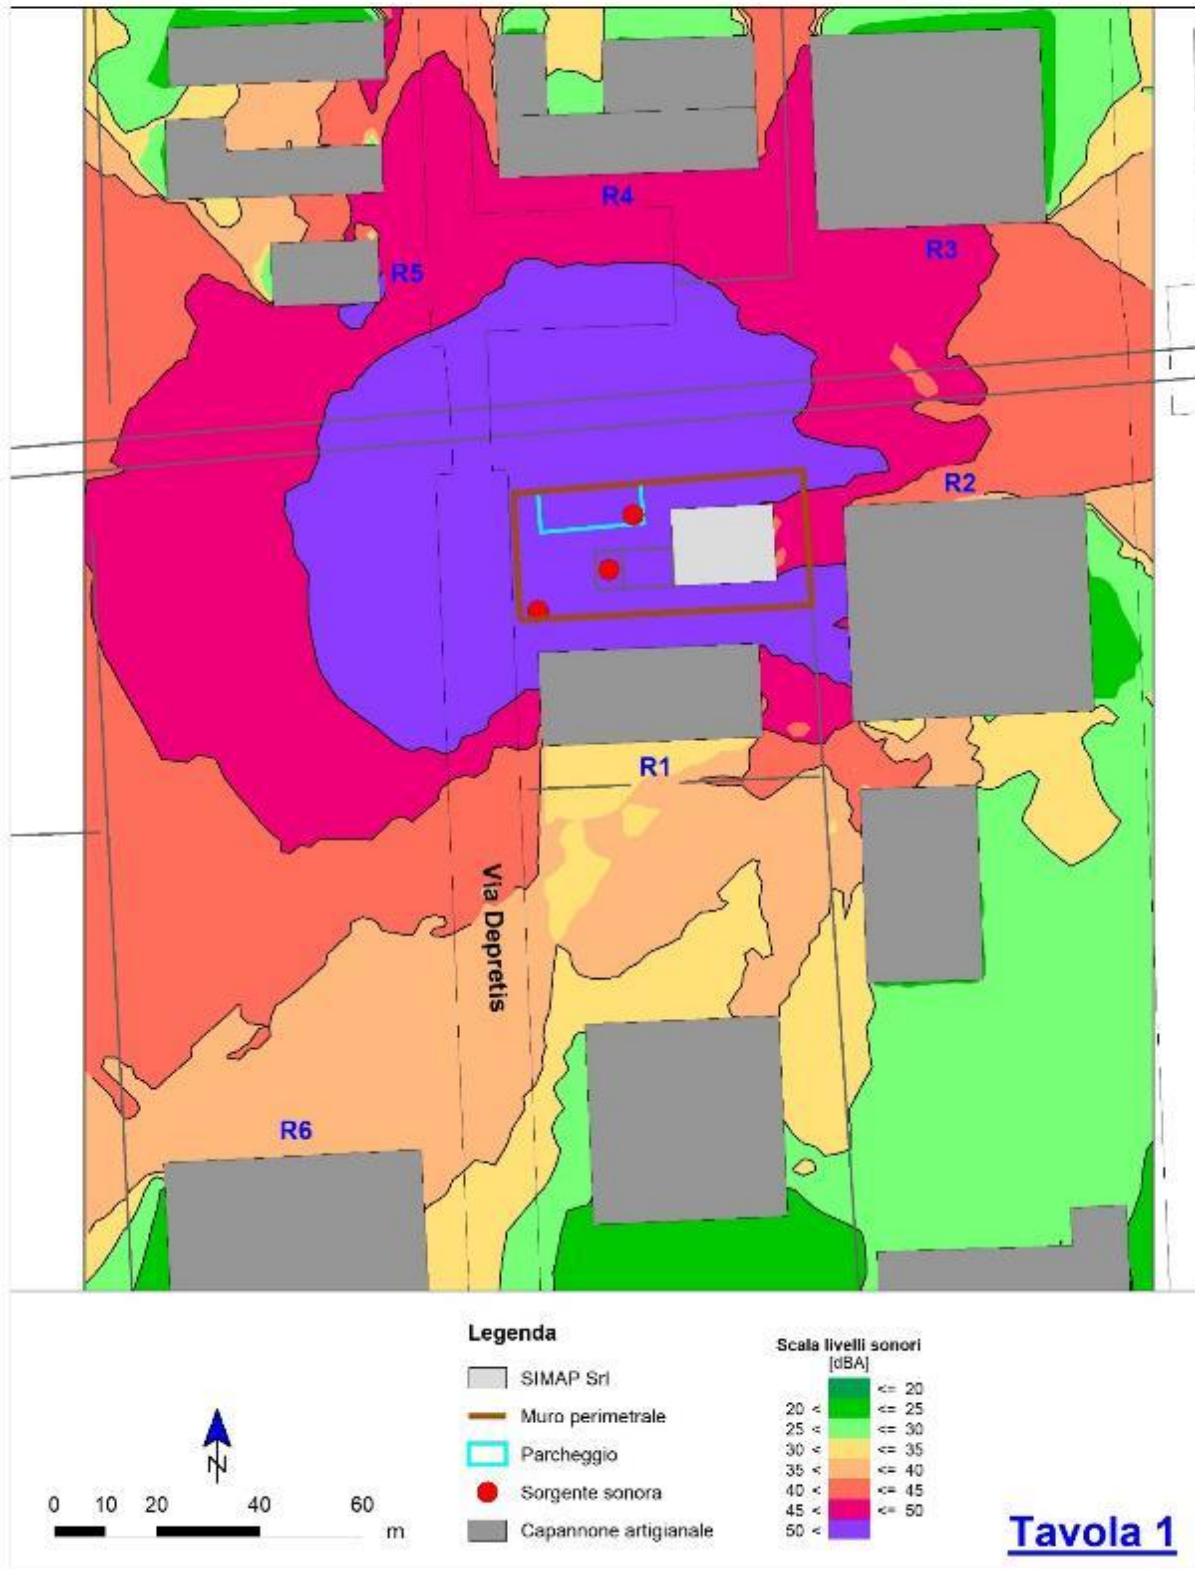 R4
R3
R5
R2
R1
Via Depretis
R6
Legenda
SIMAP Srl
Muro perimetrale
Parcheggio
Sorgente sonora
Capannone artigianale
Scala livelli sonori
[dBA]
<= 20
20 < <= 25
25 < <= 30
30 < <= 35
35 < <= 40
40 < <= 45
45 < <= 50
50 <
N
0 10 20 40 60
m
Tavola 1